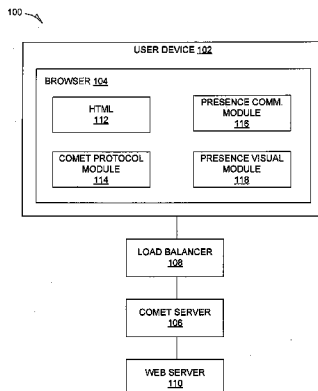 100
USER DEVICE 102
BROWSER 104
HTML
112
PRESENCE COMM.
MODULE
116
COMET PROTOCOL
MODULE
114
PRESENCE VISUAL
MODULE
118
LOAD BALANCER
108
COMET SERVER
106
WEB SERVER
110